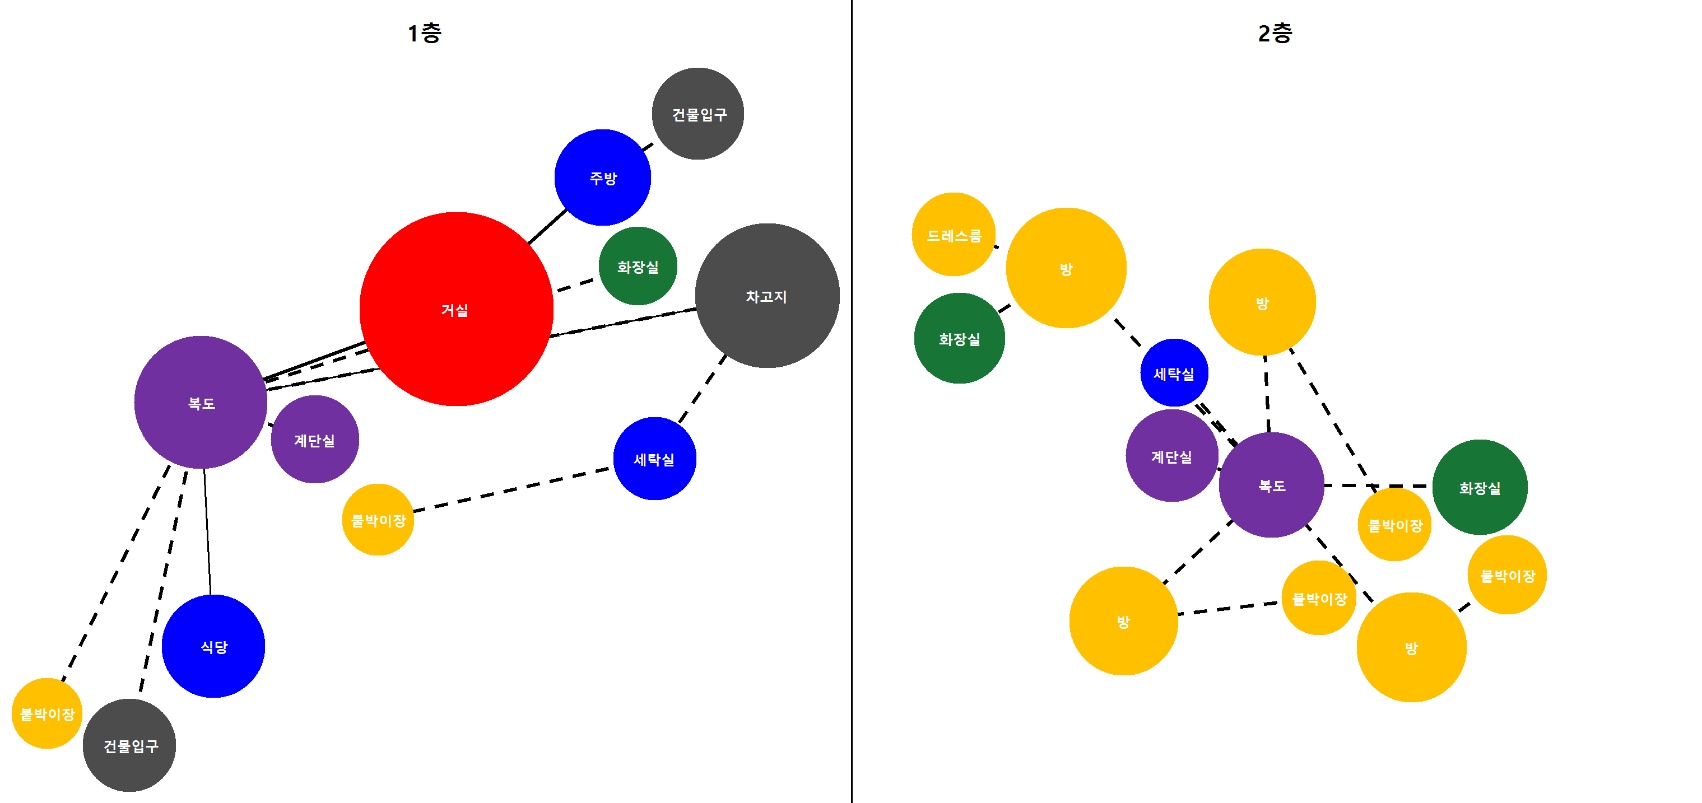 1층
건물입구
주방
화장실
차고지
거실
복도
계단실
세탁실
붙박이장
식당
붙박이장
건물입구
2층
드레스룸
방
방
화장실
세탁실
계단실
복도
화장실
붙박이장
붙박이장
붙박이장
방
방